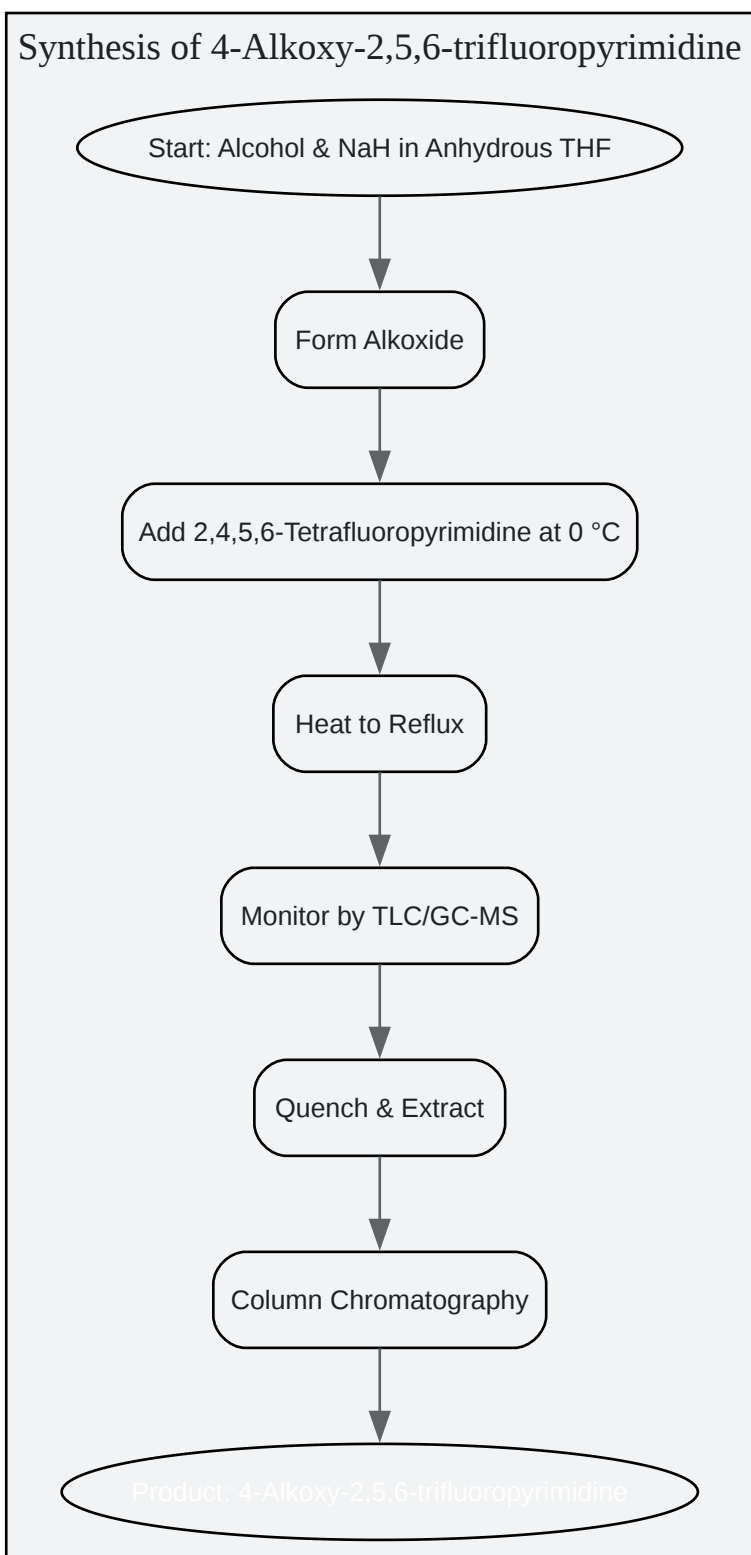 Synthesis of 4-Alkoxy-2,5,6-trifluoropyrimidine
Start: Alcohol & NaH in Anhydrous THF
Form Alkoxide
Add 2,4,5,6-Tetrafluoropyrimidine at 0 °C
Heat to Reflux
Monitor by TLC/GC-MS
Quench & Extract
Column Chromatography
Product: 4-Alkoxy-2,5,6-trifluoropyrimidine